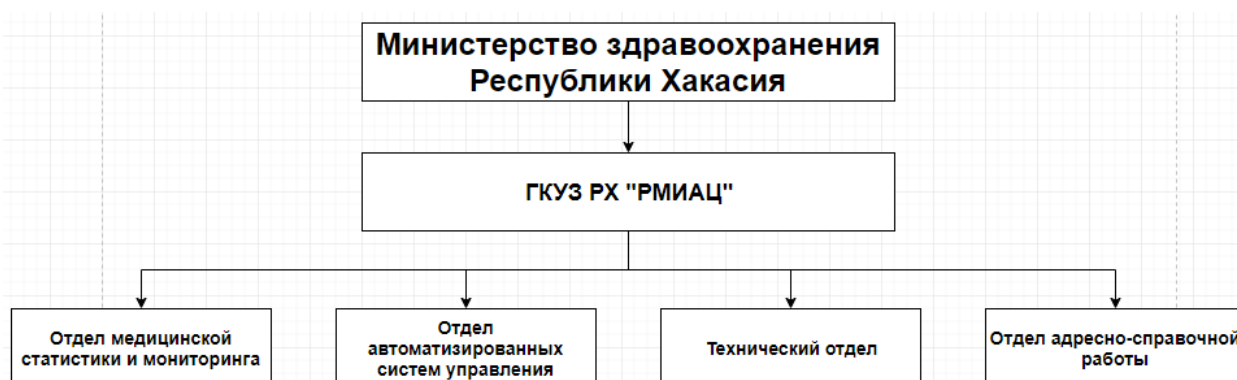 Министерство здравоохранения
Республики Хакасия
ГКУЗ РХ "РМИАЦ"
Отдел медицинской
статистики и мониторинга
Отдел
автоматизированных
систем управления
Технический отдел
Отдел адресно-справочной
работы